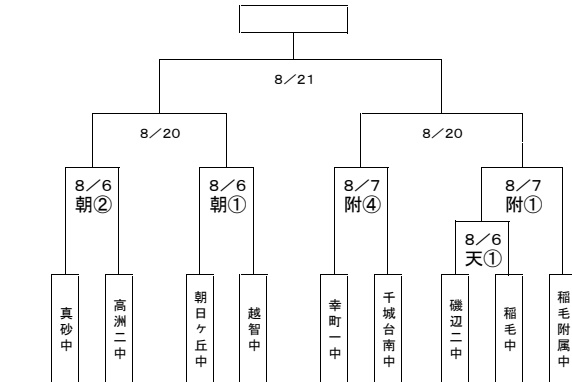 8／21
8／20
8／20
8／6
朝②
8／6
朝①
8／7
附④
8／7
附①
8／6
天①
真砂中
高洲二中
朝日ヶ丘中
越智中
幸町一中
千城台南中
磯辺二中
稲毛中
稲毛附属中